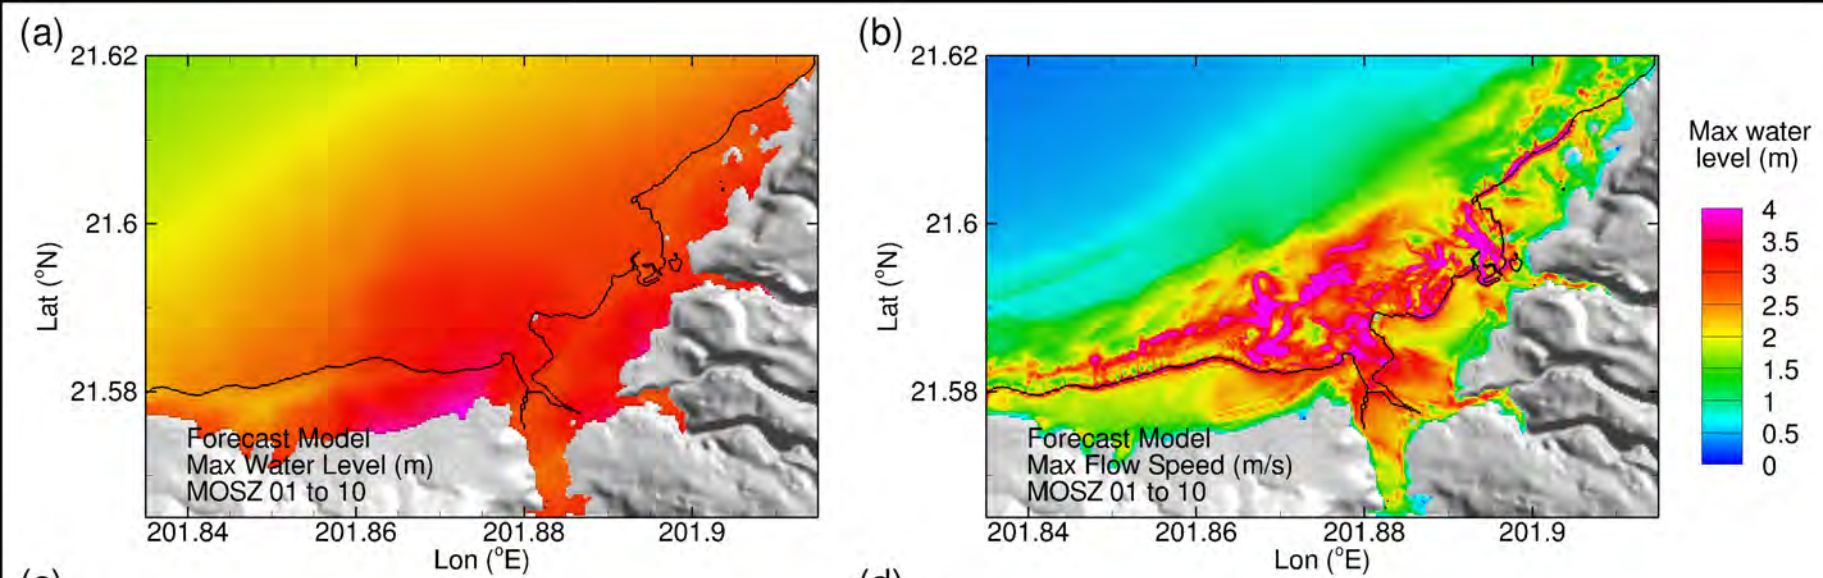 (a)
21.62
21.6
21.58
Lat (°N)
Forecast Model
Max Water Level (m)
MOSZ 01 to 10
201.84 201.86 201.88 201.9
Lon (°E)
(b)
21.62
21.6
21.58
Lat (°N)
Forecast Model
Max Flow Speed (m/s)
MOSZ 01 to 10
201.84 201.86 201.88 201.9
Lon (°E)
Max water
level (m)
4
3.5
3
2.5
2
1.5
1
0.5
0